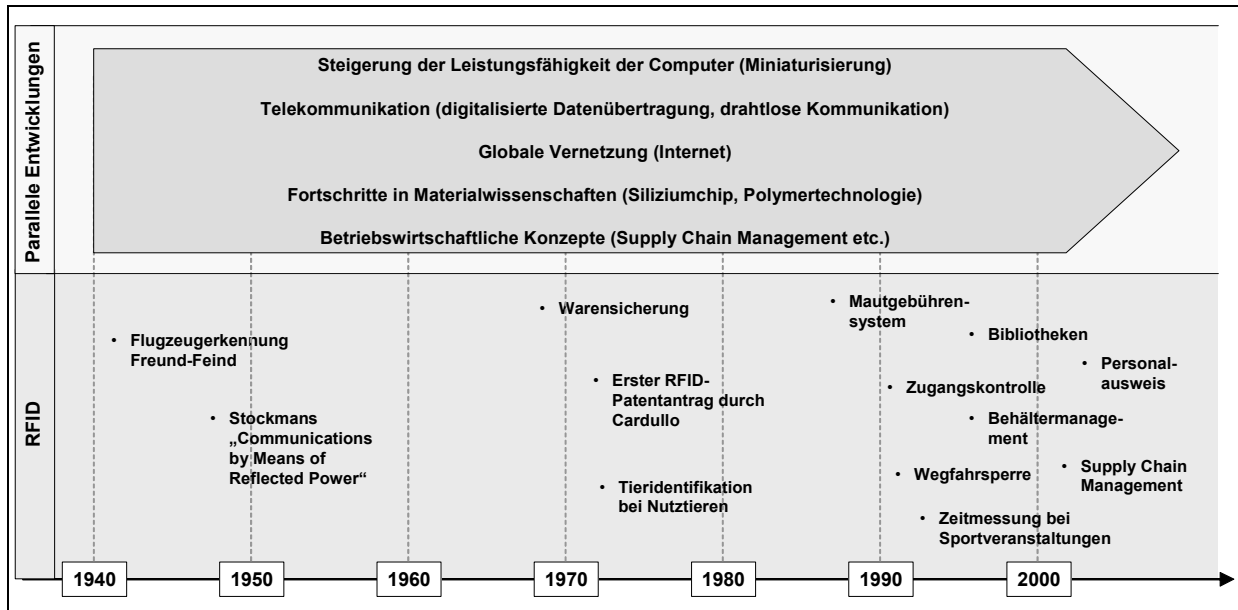 Parallele Entwicklungen
Steigerung der Leistungsfähigkeit der Computer (Miniaturisierung)
Telekommunikation (digitalisierte Datenübertragung, drahtlose Kommunikation)
Globale Vernetzung (Internet)
Fortschritte in Materialwissenschaften (Siliziumchip, Polymertechnologie)
Betriebswirtschaftliche Konzepte (Supply Chain Management etc.)
RFID
• Flugzeugerkennung
Freund-Feind
• Stockmans
„Communications
by Means of
Reflected Power“
• Warensicherung
• Erster RFID-
Patentantrag durch
Cardullo
• Tieridentifikation
bei Nutztieren
• Mautgebühren-
system
• Bibliotheken
• Personal-
ausweis
• Zugangskontrolle
• Behältermanage-
ment
• Wegfahrsperre
• Supply Chain
Management
• Zeitmessung bei
Sportveranstaltungen
1940
1950
1960
1970
1980
1990
2000